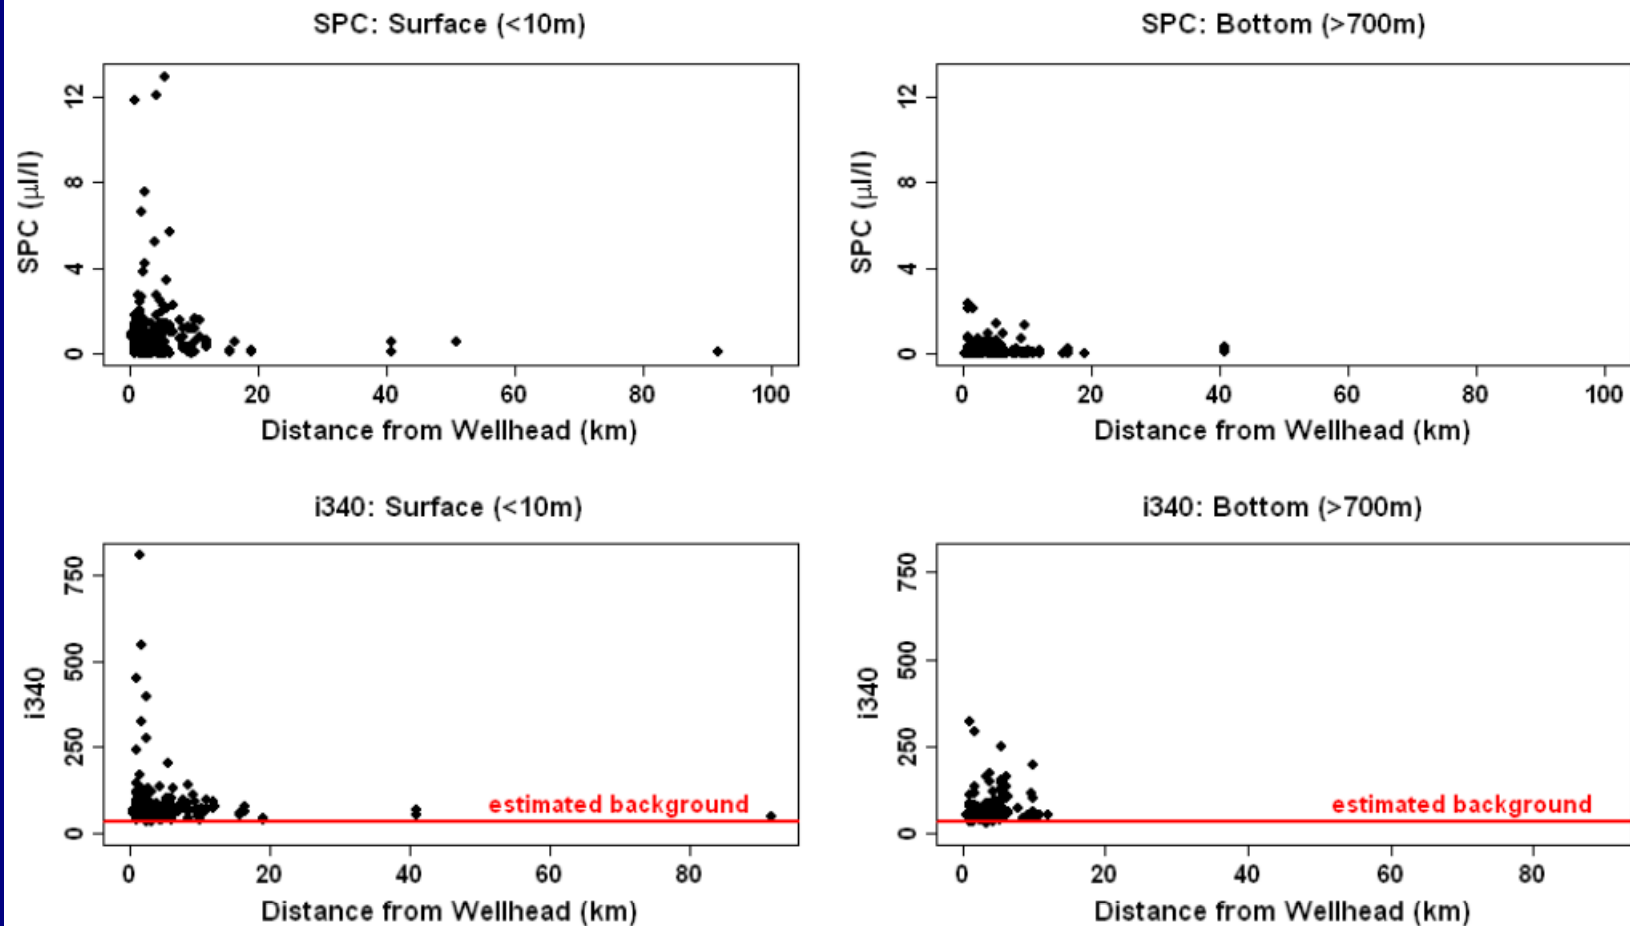 SPC: Surface (<10m)
SPC (μl/l)
12
8
4
0
0 20 40 60 80 100
Distance from Wellhead (km)
SPC: Bottom (>700m)
SPC (μl/l)
12
8
4
0
0 20 40 60 80 100
Distance from Wellhead (km)
i340: Surface (<10m)
i340
750
500
250
0
estimated background
0 20 40 60 80
Distance from Wellhead (km)
i340: Bottom (>700m)
i340
750
500
250
0
estimated background
0 20 40 60 80
Distance from Wellhead (km)